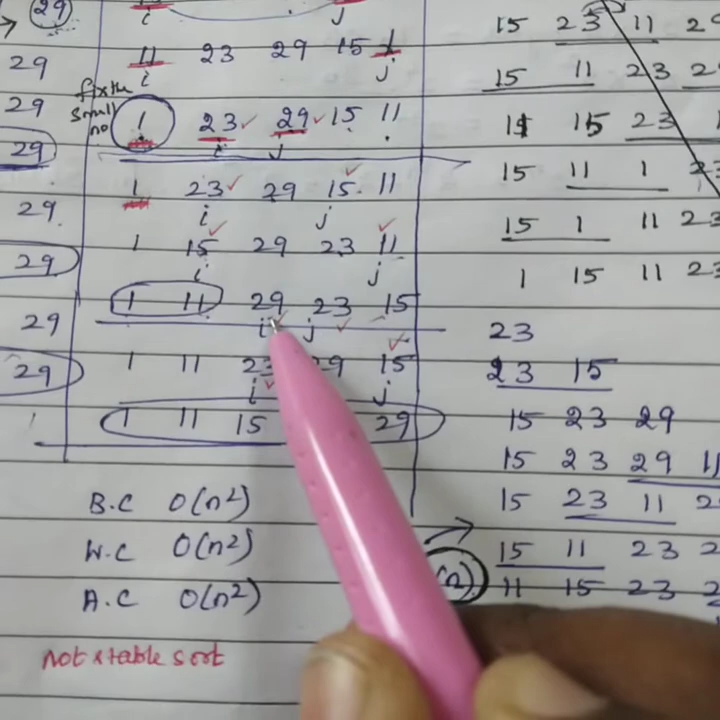 29
29
29
29
29
29
29
29
i j
11 23 29 15 1
i j
fix the
small
no
1 23 29 15 11
i j
1 23 29 15 11
i j
1 15 29 23 11
i j
1 11 29 23 15
i j
1 11 23 29 15
i j
1 11 15 29
B.C O(n²)
W.C O(n²)
A.C O(n²)
not stable sort
15 23 11
15 11 23
15 23
15 11 1
15 1 11 23
1 15 11 23
23
23 15
15 23 29
15 23 29 11
15 23 11
15 11 23
11 15 23